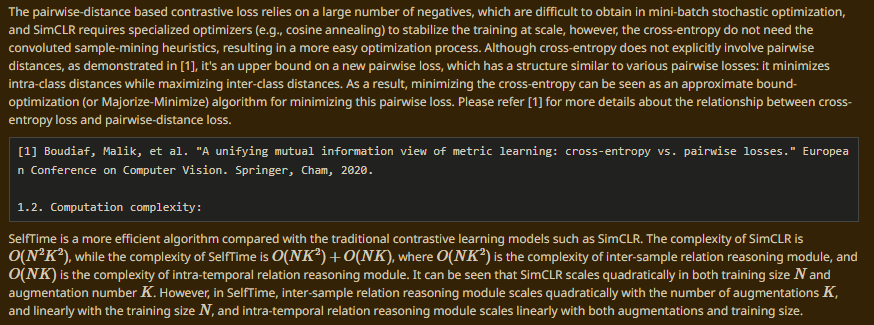 The pairwise-distance based contrastive loss relies on a large number of negatives, which are difficult to obtain in mini-batch stochastic optimization,
and SimCLR requires specialized optimizers (e.g., cosine annealing) to stabilize the training at scale, however, the cross-entropy do not need the
convoluted sample-mining heuristics, resulting in a more easy optimization process. Although cross-entropy does not explicitly involve pairwise
distances, as demonstrated in [1], it's an upper bound on a new pairwise loss, which has a structure similar to various pairwise losses: it minimizes
intra-class distances while maximizing inter-class distances. As a result, minimizing the cross-entropy can be seen as an approximate bound-
optimization (or Majorize-Minimize) algorithm for minimizing this pairwise loss. Please refer [1] for more details about the relationship between cross-
entropy loss and pairwise-distance loss.
[1] Boudiaf, Malik, et al. "A unifying mutual information view of metric learning: cross-entropy vs. pairwise losses." Europea
n Conference on Computer Vision. Springer, Cham, 2020.
1.2. Computation complexity:
SelfTime is a more efficient algorithm compared with the traditional contrastive learning models such as SimCLR. The complexity of SimCLR is
O(N²K²), while the complexity of SelfTime is O(NK²) + O(NK), where O(NK²) is the complexity of inter-sample relation reasoning module, and
O(NK) is the complexity of intra-temporal relation reasoning module. It can be seen that SimCLR scales quadratically in both training size N and
augmentation number K. However, in SelfTime, inter-sample relation reasoning module scales quadratically with the number of augmentations K,
and linearly with the training size N, and intra-temporal relation reasoning module scales linearly with both augmentations and training size.